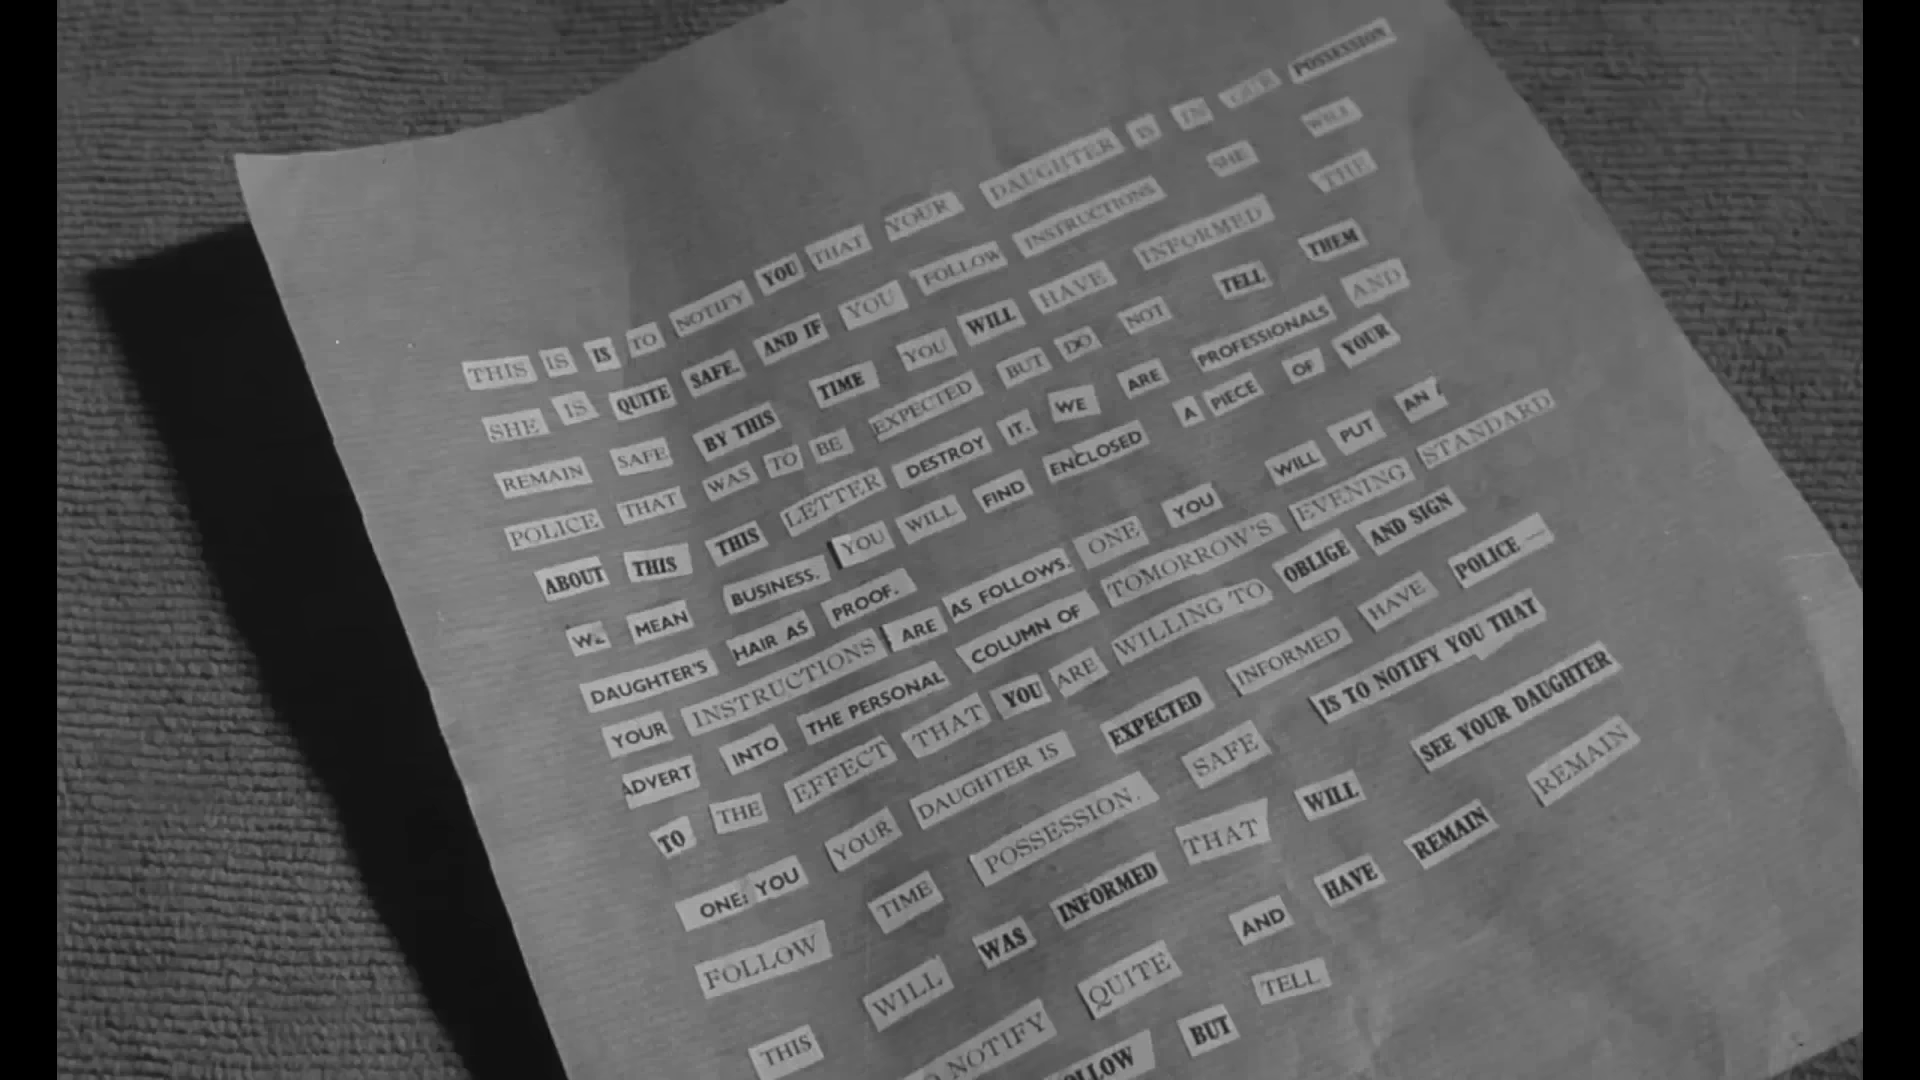 THIS IS IS TO NOTIFY YOU THAT YOUR DAUGHTER IS IN OUR POSSESSION.
SHE IS QUITE SAFE. AND IF YOU FOLLOW INSTRUCTIONS SHE WILL
REMAIN SAFE BY THIS TIME YOU WILL HAVE INFORMED THE
POLICE THAT WAS TO BE EXPECTED BUT DO NOT TELL THEM
ABOUT THIS THIS LETTER DESTROY IT. WE ARE PROFESSIONALS AND
WE MEAN BUSINESS. YOU WILL FIND ENCLOSED A PIECE OF YOUR
DAUGHTER'S HAIR AS PROOF.
YOUR INSTRUCTIONS ARE AS FOLLOWS. ONE YOU WILL PUT AN
ADVERT INTO THE PERSONAL COLUMN OF TOMORROW'S EVENING STANDARD
TO THE EFFECT THAT YOU ARE WILLING TO OBLIGE AND SIGN
ONE: YOU YOUR DAUGHTER IS EXPECTED INFORMED HAVE POLICE —
FOLLOW TIME POSSESSION. SAFE IS TO NOTIFY YOU THAT
THIS WILL WAS INFORMED THAT WILL SEE YOUR DAUGHTER
NOTIFY QUITE AND HAVE REMAIN REMAIN
OLLOW BUT TELL